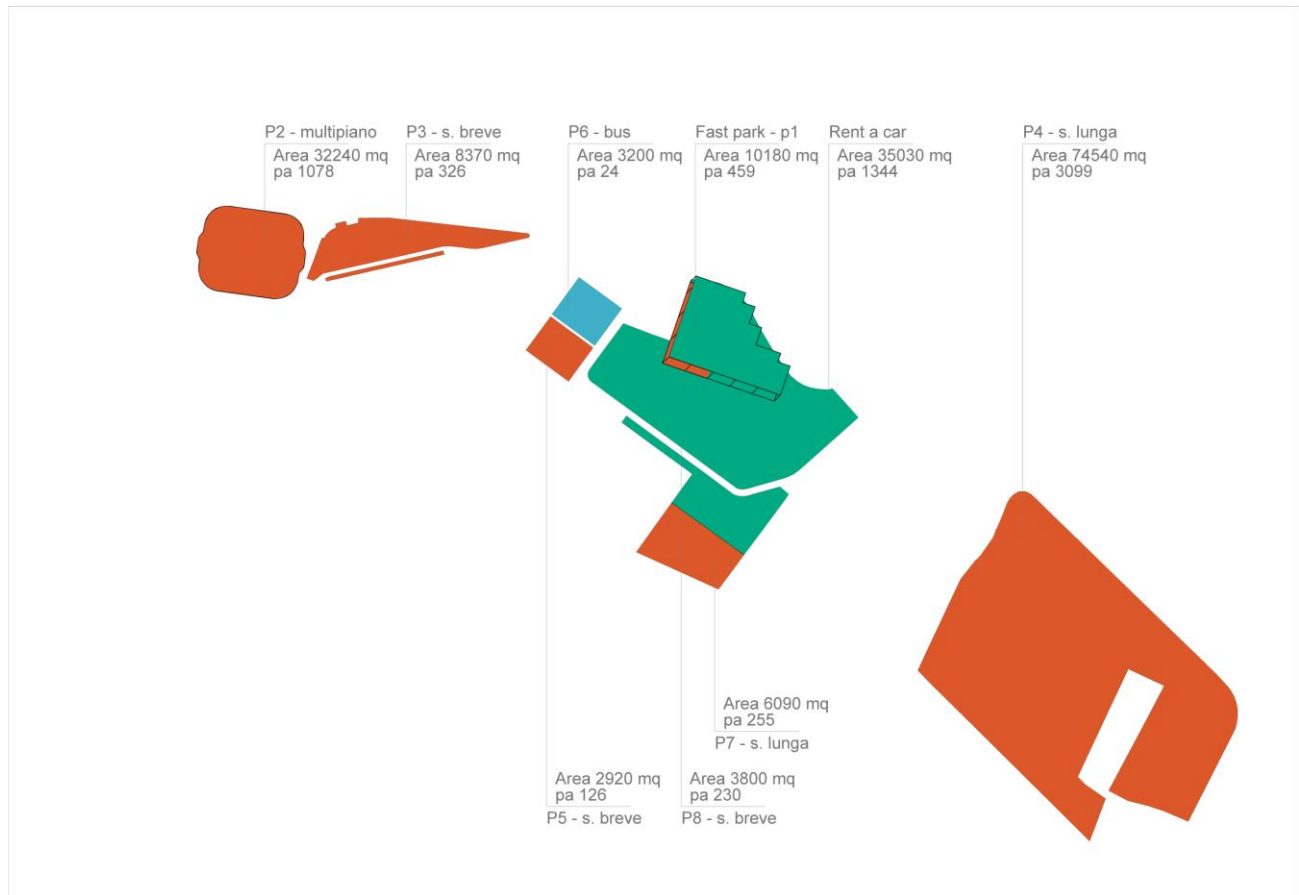 P2 - multipiano
Area 32240 mq
pa 1078
P3 - s. breve
Area 8370 mq
pa 326
P6 - bus
Area 3200 mq
pa 24
Fast park - p1
Area 10180 mq
pa 459
Rent a car
Area 35030 mq
pa 1344
P4 - s. lunga
Area 74540 mq
pa 3099
Area 6090 mq
pa 255
P7 - s. lunga
Area 2920 mq
pa 126
P5 - s. breve
Area 3800 mq
pa 230
P8 - s. breve